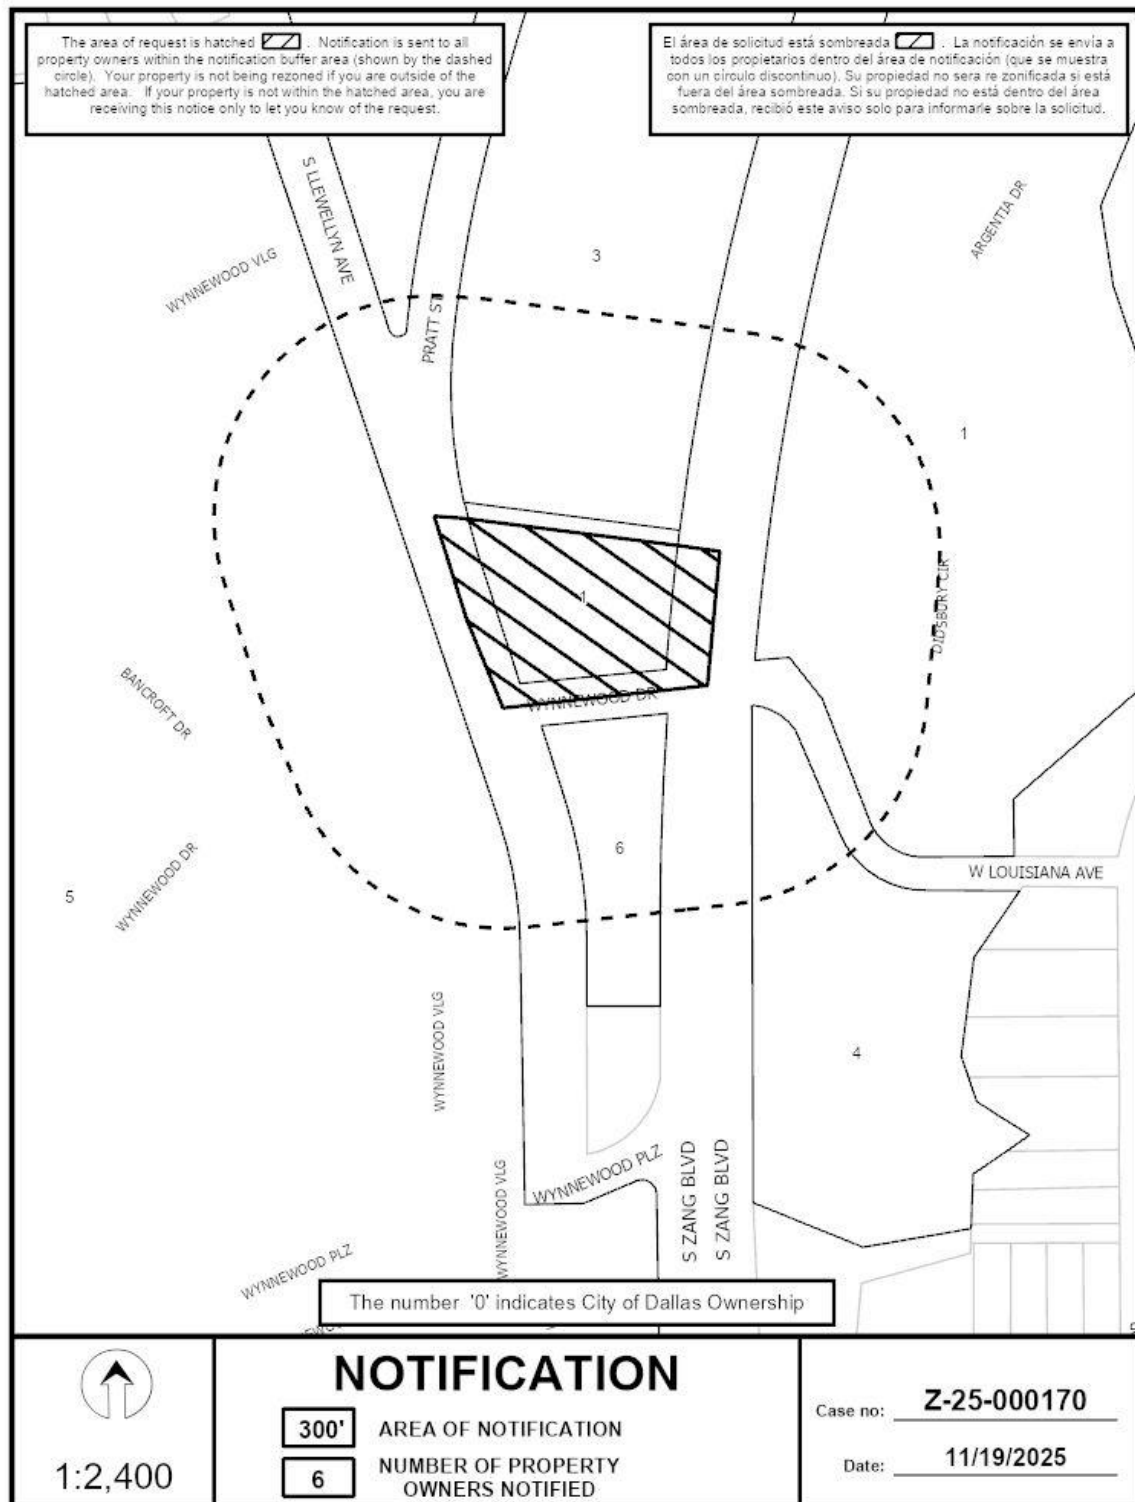 The area of request is hatched . Notification is sent to all
property owners within the notification buffer area (shown by the dashed
circle). Your property is not being rezoned if you are outside of the
hatched area. If your property is not within the hatched area, you are
receiving this notice only to let you know of the request.
El área de solicitud está sombreada . La notificación se envía a
todos los propietarios dentro del área de notificación (que se muestra
con un círculo discontinuo). Su propiedad no sera re zonificada si está
fuera del área sombreada. Si su propiedad no está dentro del área
sombreada, recibió este aviso solo para informarle sobre la solicitud.
S LLEWELLYN AVE
ARGENTIA DR
WYNNEWOOD VLG
3
PRATT ST
1
1
DIDSBURY CIR
BANCROFT DR
WYNNEWOOD DR
6
WYNNEWOOD DR
5
W LOUISIANA AVE
WYNNEWOOD VLG
4
WYNNEWOOD PLZ
S ZANG BLVD
S ZANG BLVD
WYNNEWOOD VLG
WYNNEWOOD PLZ
The number '0' indicates City of Dallas Ownership
1:2,400
NOTIFICATION
300' AREA OF NOTIFICATION
6 NUMBER OF PROPERTY
OWNERS NOTIFIED
Case no: Z-25-000170
Date: 11/19/2025